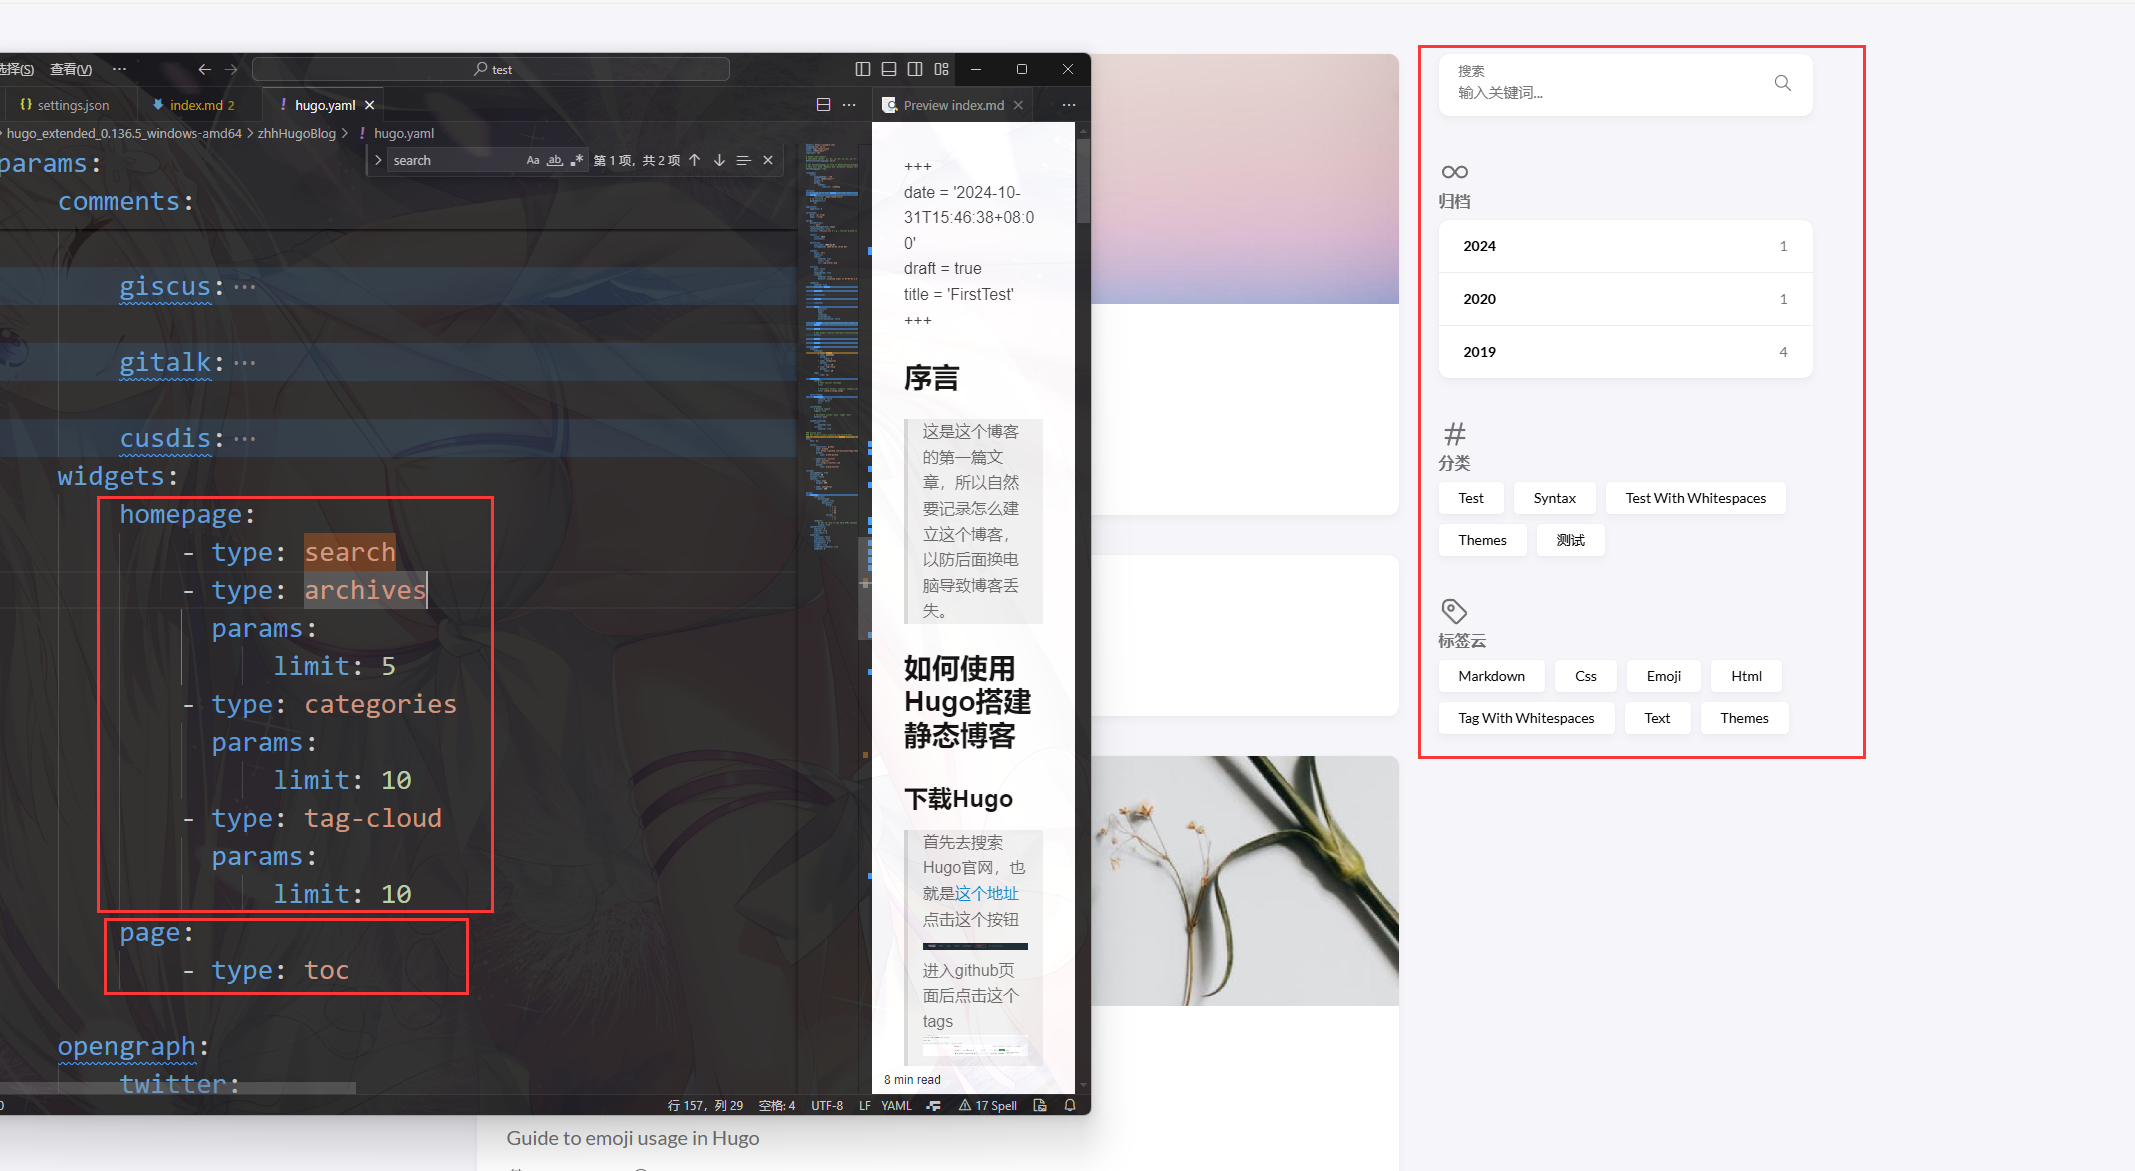 选择(S) 查看(V) ···
test
settings.json
index.md 2
hugo.yaml
Preview index.md
hugo_extended_0.136.5_windows-amd64 > zhhHugoBlog > ! hugo.yaml
search
第 1 项，共 2 项
params:
comments:
giscus: ···
gitalk: ···
cusdis: ···
widgets:
homepage:
- type: search
- type: archives
params:
limit: 5
- type: categories
params:
limit: 10
- type: tag-cloud
params:
limit: 10
page:
- type: toc
opengraph:
twitter:
行 157，列 29 空格: 4 UTF-8 LF YAML 17 Spell
+++
date = '2024-10-
31T15:46:38+08:0
0'
draft = true
title = 'FirstTest'
+++
序言
这是这个博客
的第一篇文
章，所以自然
要记录怎么建
立这个博客，
以防后面换电
脑导致博客丢
失。
如何使用
Hugo搭建
静态博客
下载Hugo
首先去搜索
Hugo官网，也
就是这个地址
点击这个按钮
进入github页
面后点击这个
tags
8 min read
Guide to emoji usage in Hugo
搜索
输入关键词...
归档
2024 1
2020 1
2019 4
分类
Test Syntax Test With Whitespaces
Themes 测试
标签云
Markdown Css Emoji Html
Tag With Whitespaces Text Themes